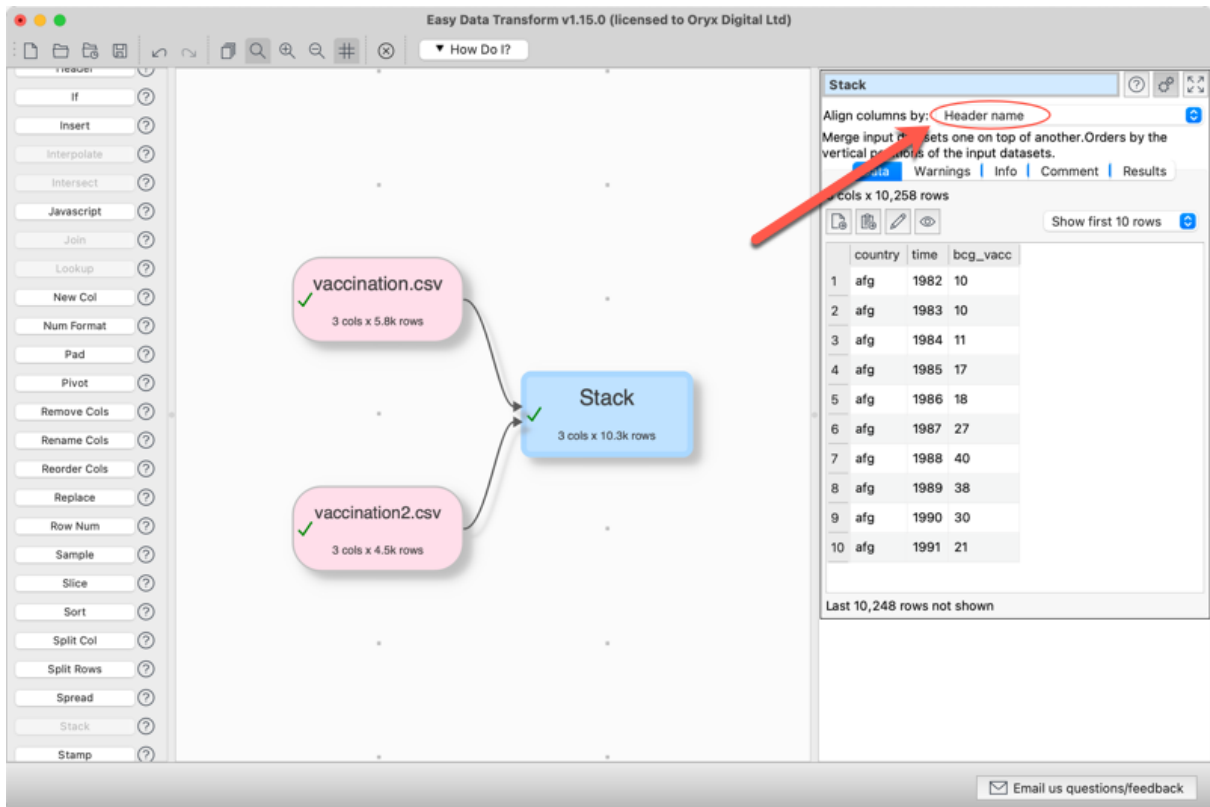 Easy Data Transform v1.15.0 (licensed to Oryx Digital Ltd)
▼ How Do I?
Header
If
Insert
Interpolate
Intersect
Javascript
Join
Lookup
New Col
Num Format
Pad
Pivot
Remove Cols
Rename Cols
Reorder Cols
Replace
Row Num
Sample
Slice
Sort
Split Col
Split Rows
Spread
Stack
Stamp
vaccination.csv
3 cols x 5.8k rows
Stack
3 cols x 10.3k rows
vaccination2.csv
3 cols x 4.5k rows
Stack
Align columns by: Header name
Merge input datasets one on top of another.Orders by the
vertical positions of the input datasets.
Data Warnings Info Comment Results
3 cols x 10,258 rows
Show first 10 rows
country time bcg_vacc
1 afg 1982 10
2 afg 1983 10
3 afg 1984 11
4 afg 1985 17
5 afg 1986 18
6 afg 1987 27
7 afg 1988 40
8 afg 1989 38
9 afg 1990 30
10 afg 1991 21
Last 10,248 rows not shown
Email us questions/feedback